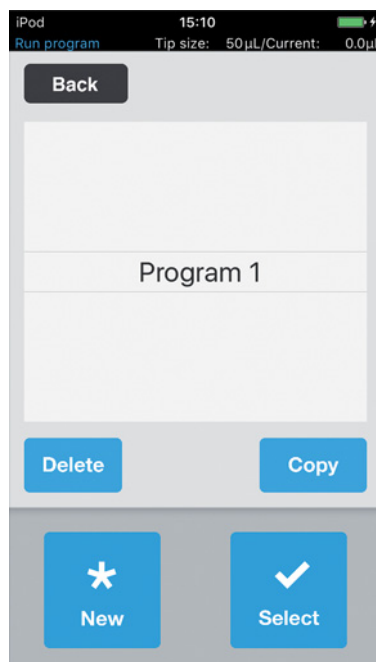 iPod 15:10
Run program Tip size: 50µL/Current: 0.0µl
Back
Program 1
Delete Copy
New Select